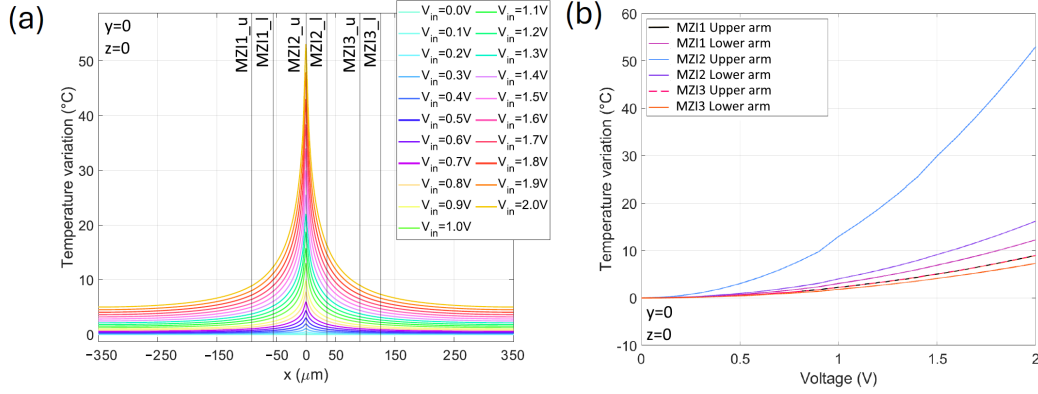 (a)
y=0
z=0
MZI1_u
MZI1_l
MZI2_u
MZI2_l
MZI3_u
MZI3_l
V_in=0.0V V_in=1.1V
V_in=0.1V V_in=1.2V
V_in=0.2V V_in=1.3V
V_in=0.3V V_in=1.4V
V_in=0.4V V_in=1.5V
V_in=0.5V V_in=1.6V
V_in=0.6V V_in=1.7V
V_in=0.7V V_in=1.8V
V_in=0.8V V_in=1.9V
V_in=0.9V V_in=2.0V
V_in=1.0V
Temperature variation (°C)
50
40
30
20
10
0
−350 −250 −150 −50 0 50 150 250 350
x (μm)
(b)
MZI1 Upper arm
MZI1 Lower arm
MZI2 Upper arm
MZI2 Lower arm
MZI3 Upper arm
MZI3 Lower arm
Temperature variation (°C)
60
50
40
30
20
10
0
-10
y=0
z=0
0 0.5 1 1.5 2
Voltage (V)